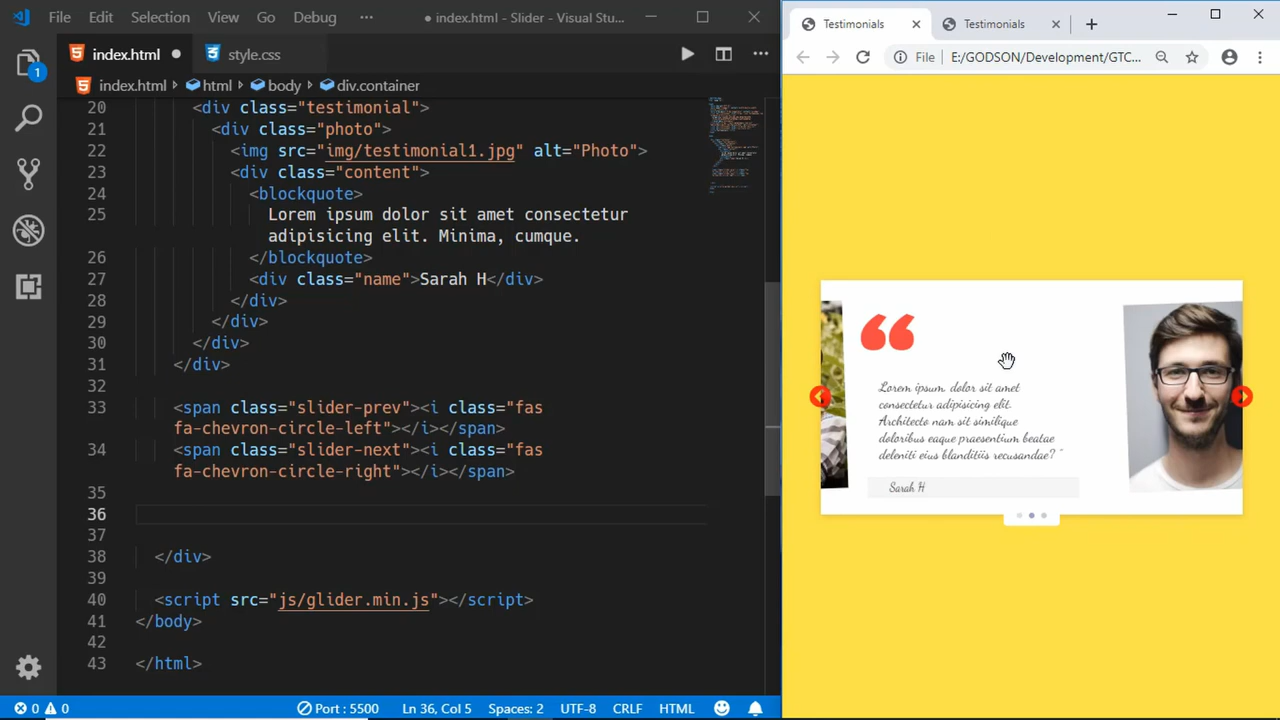 File Edit Selection View Go Debug ··· ● index.html - Slider - Visual Stu...
index.html ● style.css
index.html > html > body > div.container
20 <div class="testimonial">
21 <div class="photo">
22 <img src="img/testimonial1.jpg" alt="Photo">
23 <div class="content">
24 <blockquote>
25 Lorem ipsum dolor sit amet consectetur
adipisicing elit. Minima, cumque.
26 </blockquote>
27 <div class="name">Sarah H</div>
28 </div>
29 </div>
30 </div>
31 </div>
32
33 <span class="slider-prev"><i class="fas
fa-chevron-circle-left"></i></span>
34 <span class="slider-next"><i class="fas
fa-chevron-circle-right"></i></span>
35
36
37
38 </div>
39
40 <script src="js/glider.min.js"></script>
41 </body>
42
43 </html>
1
0 0 Port : 5500 Ln 36, Col 5 Spaces: 2 UTF-8 CRLF HTML
Testimonials Testimonials
File E:/GODSON/Development/GTC...
Lorem ipsum, dolor sit amet
consectetur adipisicing elit.
Architecto nam sit similique
doloribus eaque praesentium beatae
deleniti eius blanditiis recusandae? "
Sarah H